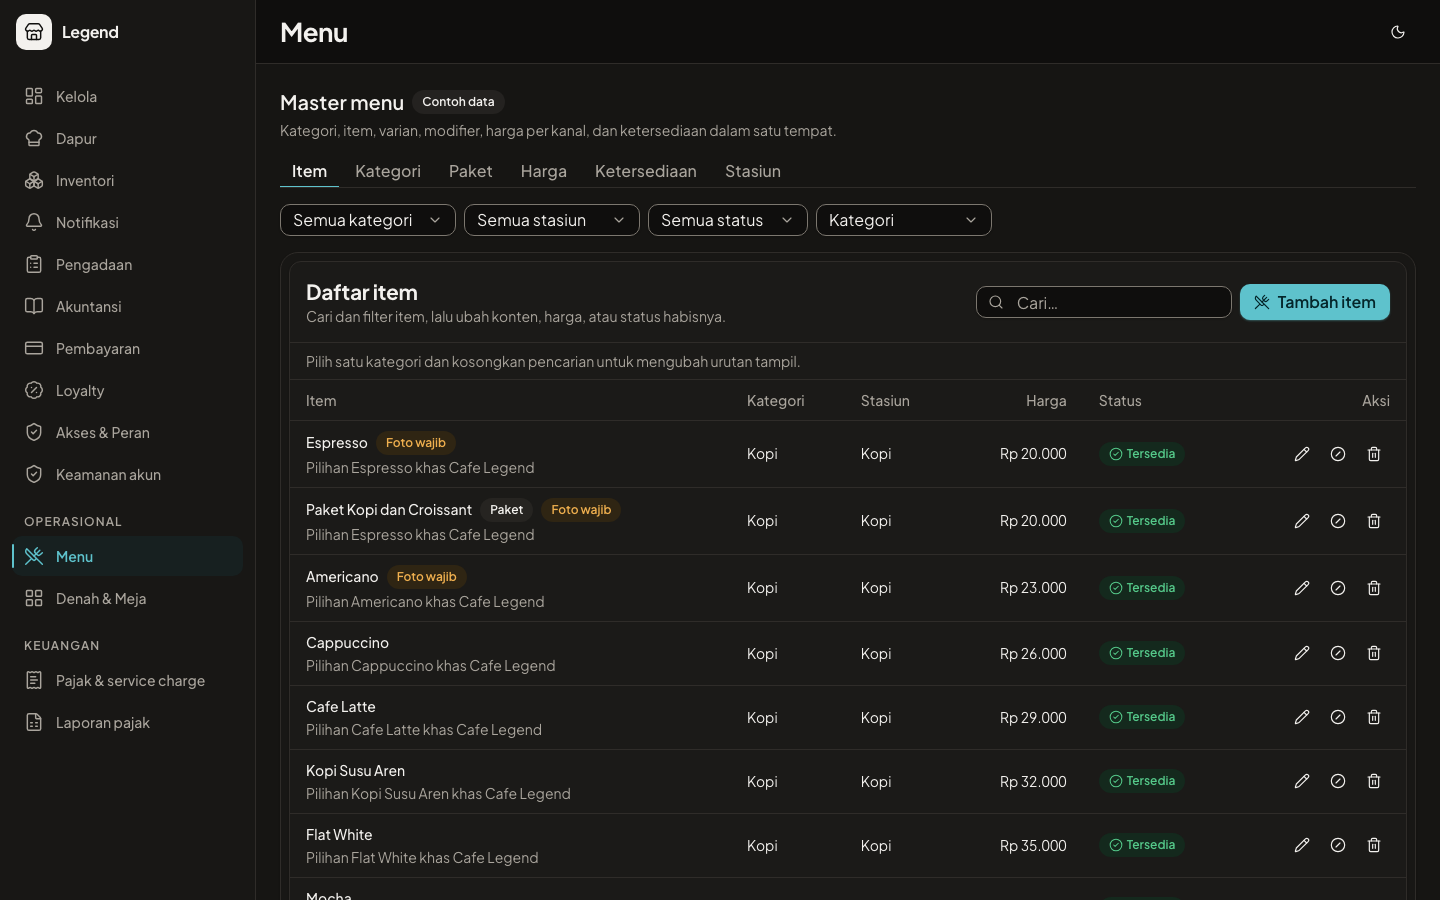 Legend
Menu
Kelola
Dapur
Inventori
Notifikasi
Pengadaan
Akuntansi
Pembayaran
Loyalty
Akses & Peran
Keamanan akun
OPERASIONAL
Menu
Denah & Meja
KEUANGAN
Pajak & service charge
Laporan pajak
Master menu Contoh data
Kategori, item, varian, modifier, harga per kanal, dan ketersediaan dalam satu tempat.
Item Kategori Paket Harga Ketersediaan Stasiun
Semua kategori Semua stasiun Semua status Kategori
Daftar item
Cari dan filter item, lalu ubah konten, harga, atau status habisnya.
Cari... Tambah item
Pilih satu kategori dan kosongkan pencarian untuk mengubah urutan tampil.
Item Kategori Stasiun Harga Status Aksi
Espresso Foto wajib
Pilihan Espresso khas Cafe Legend
Kopi Kopi Rp 20.000 Tersedia
Paket Kopi dan Croissant Paket Foto wajib
Pilihan Espresso khas Cafe Legend
Kopi Kopi Rp 20.000 Tersedia
Americano Foto wajib
Pilihan Americano khas Cafe Legend
Kopi Kopi Rp 23.000 Tersedia
Cappuccino
Pilihan Cappuccino khas Cafe Legend
Kopi Kopi Rp 26.000 Tersedia
Cafe Latte
Pilihan Cafe Latte khas Cafe Legend
Kopi Kopi Rp 29.000 Tersedia
Kopi Susu Aren
Pilihan Kopi Susu Aren khas Cafe Legend
Kopi Kopi Rp 32.000 Tersedia
Flat White
Pilihan Flat White khas Cafe Legend
Kopi Kopi Rp 35.000 Tersedia
Mocha